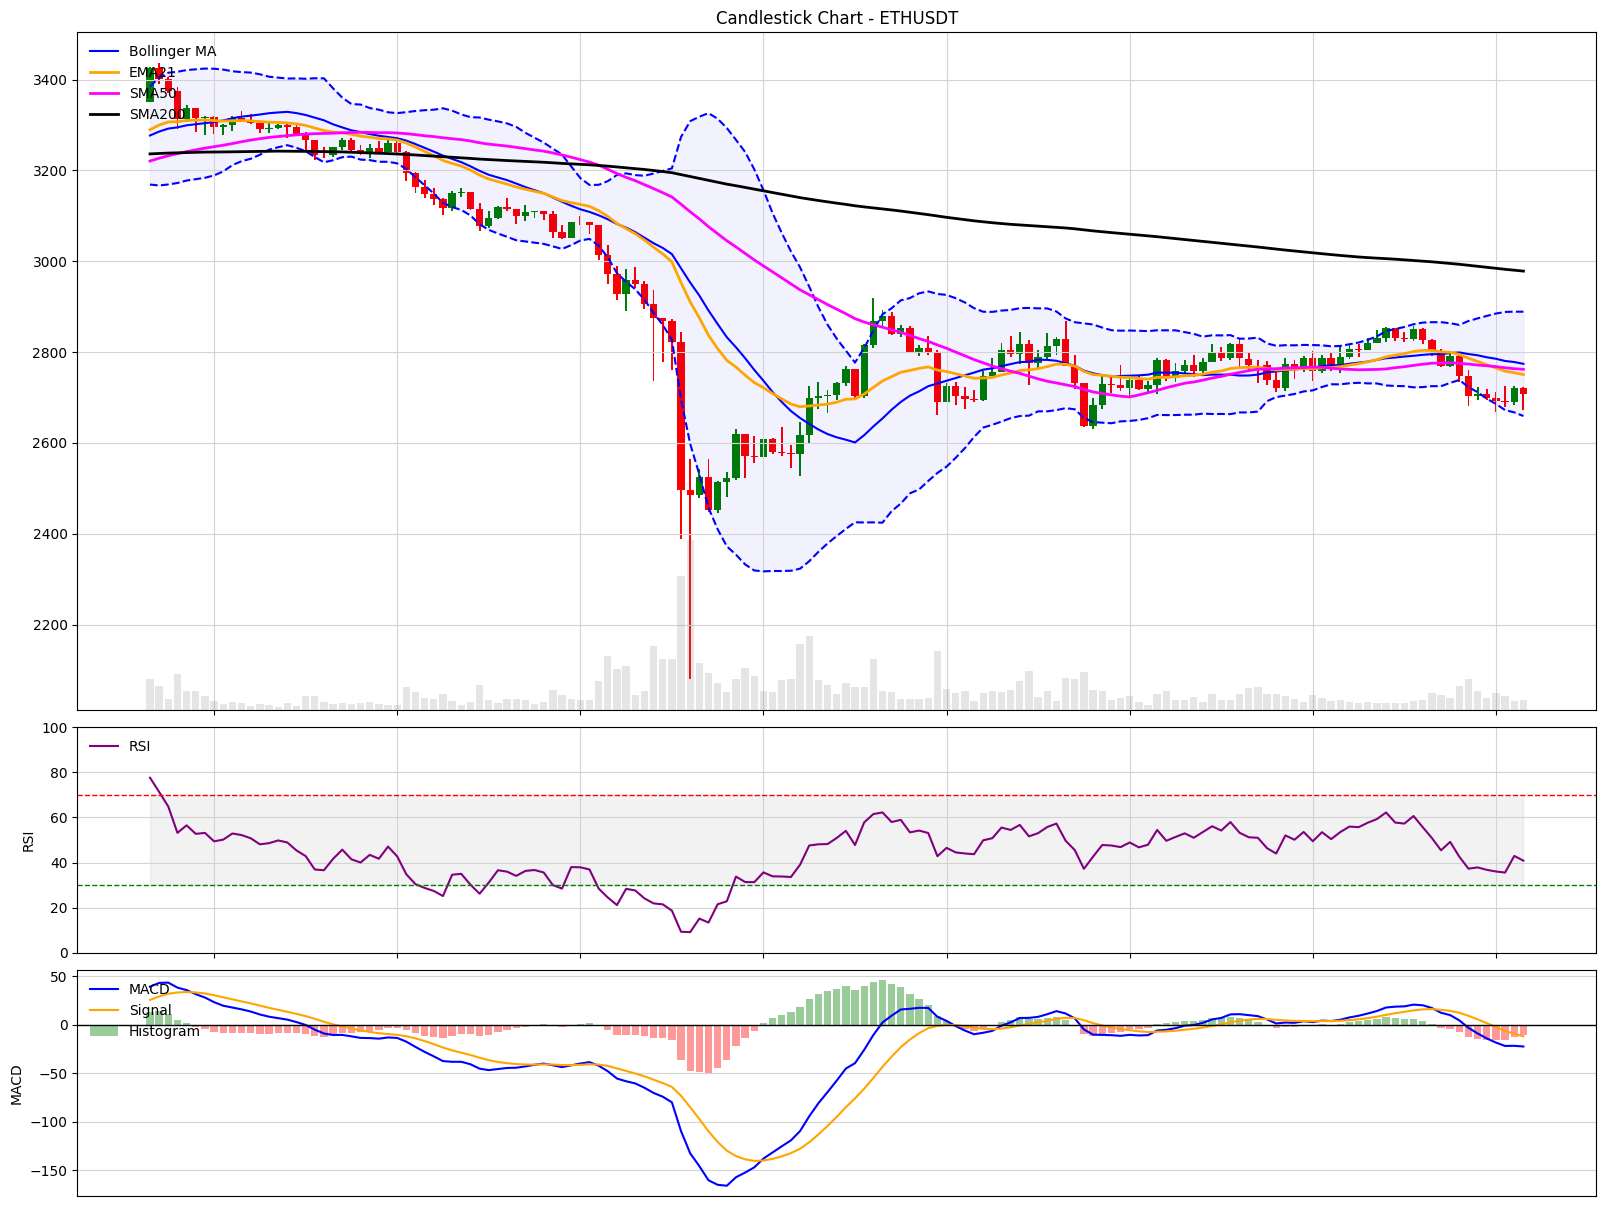 Candlestick Chart - ETHUSDT
Bollinger MA
EMA21
SMA50
SMA200
3400
3200
3000
2800
2600
2400
2200
RSI
RSI
100
80
60
40
20
0
MACD
Signal
Histogram
MACD
50
0
−50
−100
−150